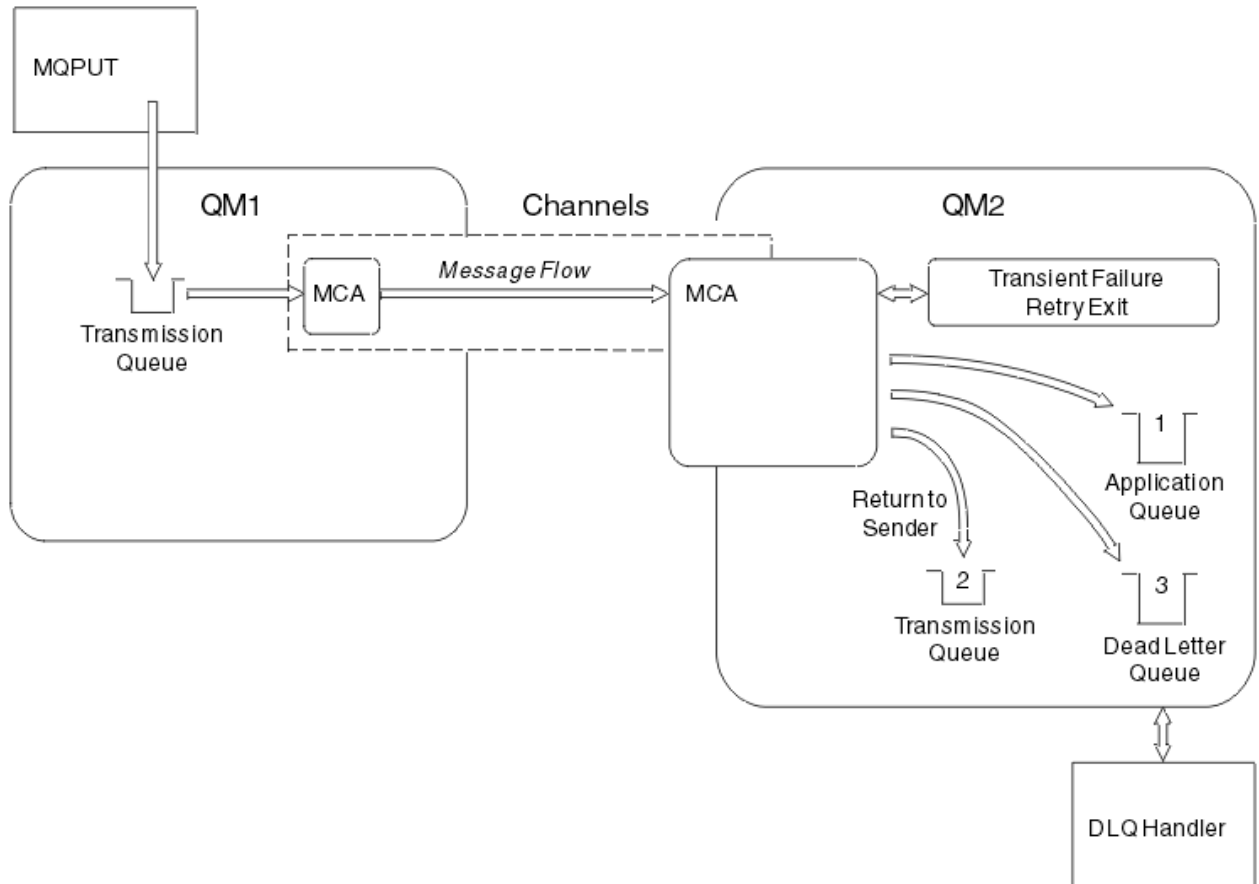 MQPUT
QM1
Channels
QM2
Message Flow
MCA
MCA
Transient Failure
Retry Exit
Transmission
Queue
1
Application
Queue
Return to
Sender
2
Transmission
Queue
3
Dead Letter
Queue
DLQ Handler